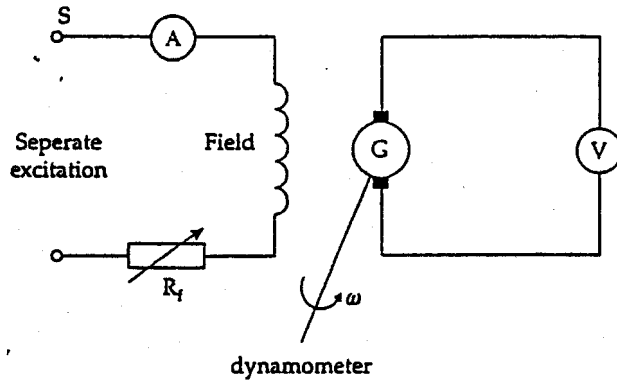 S
A
Seperate
excitation
Field
G
V
R_f
ω
dynamometer